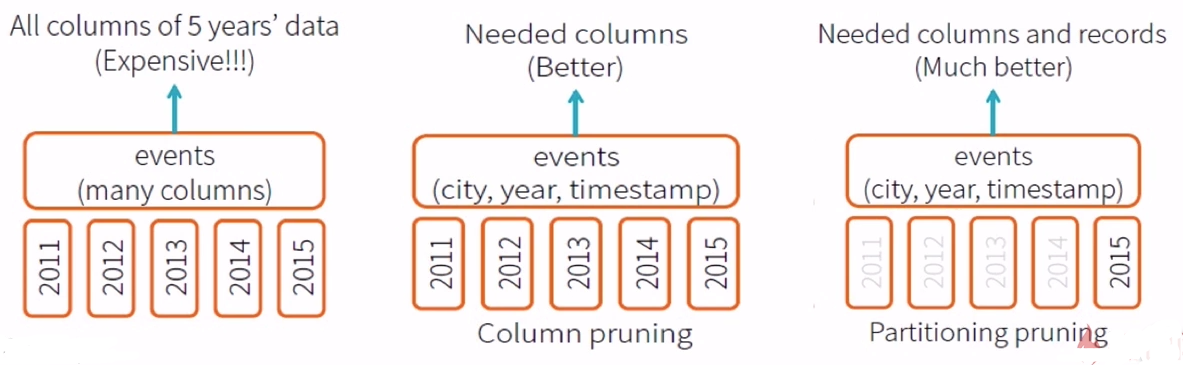 All columns of 5 years’ data
(Expensive!!!)
events
(many columns)
2011
2012
2013
2014
2015
Needed columns
(Better)
events
(city, year, timestamp)
2011
2012
2013
2014
2015
Column pruning
Needed columns and records
(Much better)
events
(city, year, timestamp)
2011
2012
2013
2014
2015
Partitioning pruning